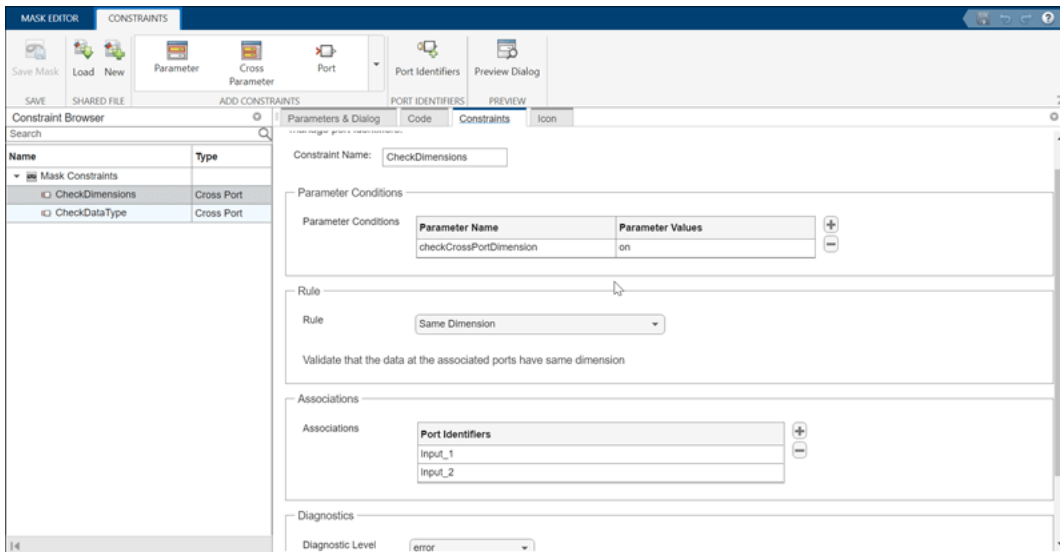 MASK EDITOR CONSTRAINTS
Save Mask Load New Parameter Cross Parameter Port Port Identifiers Preview Dialog
SAVE SHARED FILE ADD CONSTRAINTS PORT IDENTIFIERS PREVIEW
Constraint Browser Parameters & Dialog Code Constraints Icon
Search
manage port identifiers.
Name Type
Constraint Name: CheckDimensions
Mask Constraints
CheckDimensions Cross Port
CheckDataType Cross Port
Parameter Conditions
Parameter Conditions
Parameter Name Parameter Values
checkCrossPortDimension on
Rule
Rule Same Dimension
Validate that the data at the associated ports have same dimension
Associations
Associations
Port Identifiers
Input_1
Input_2
Diagnostics
Diagnostic Level error